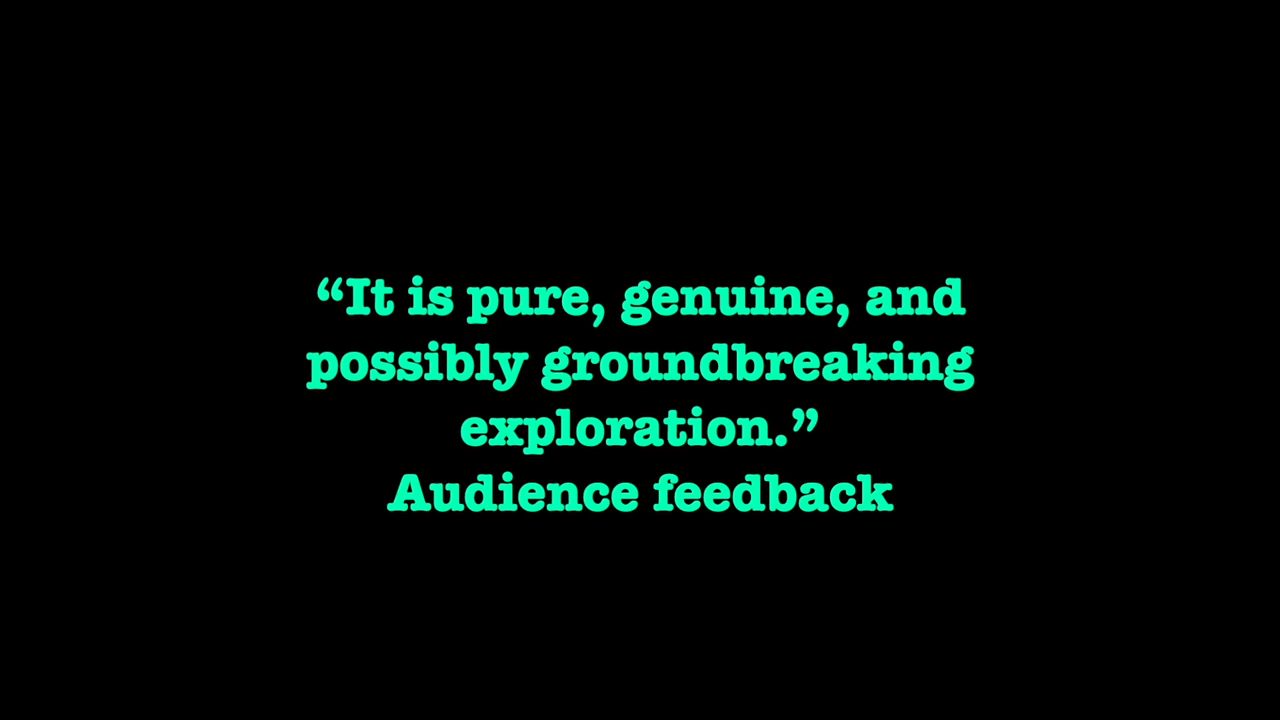 “It is pure, genuine, and
possibly groundbreaking
exploration.”
Audience feedback